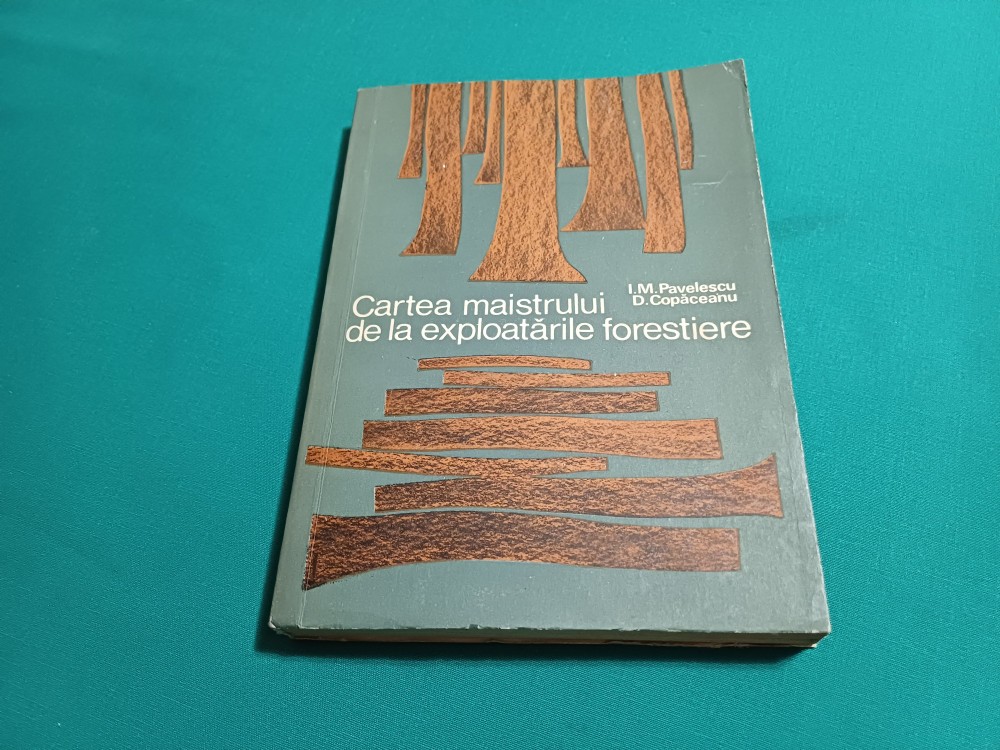 I.M.Pavelescu
D.Copăceanu
Cartea maistrului
de la exploatările forestiere